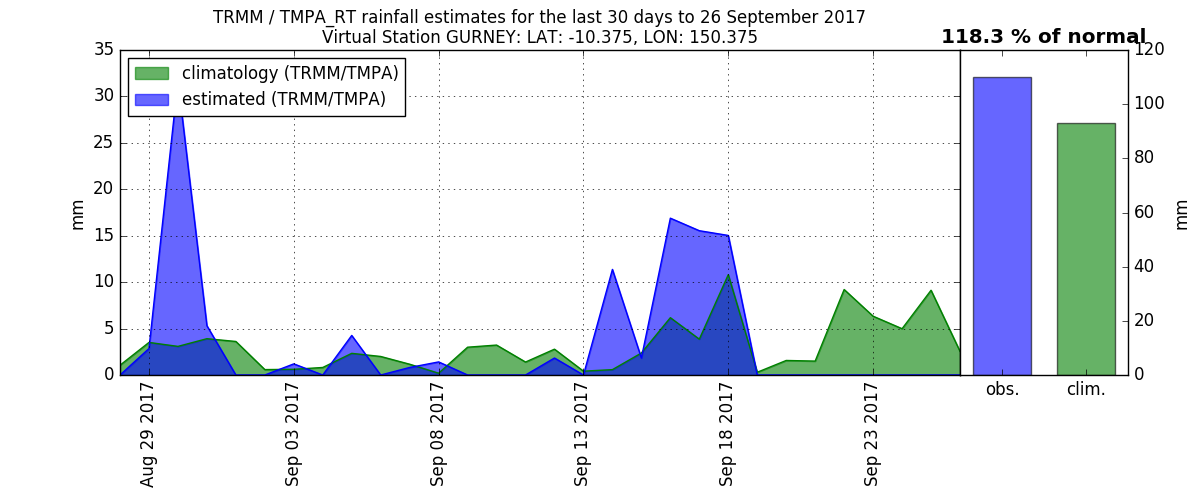 TRMM / TMPA_RT rainfall estimates for the last 30 days to 26 September 2017
Virtual Station GURNEY: LAT: -10.375, LON: 150.375
118.3 % of normal
climatology (TRMM/TMPA)
estimated (TRMM/TMPA)
35
30
25
20
15
10
5
0
mm
Aug 29 2017
Sep 03 2017
Sep 08 2017
Sep 13 2017
Sep 18 2017
Sep 23 2017
120
100
80
60
40
20
0
mm
obs.
clim.